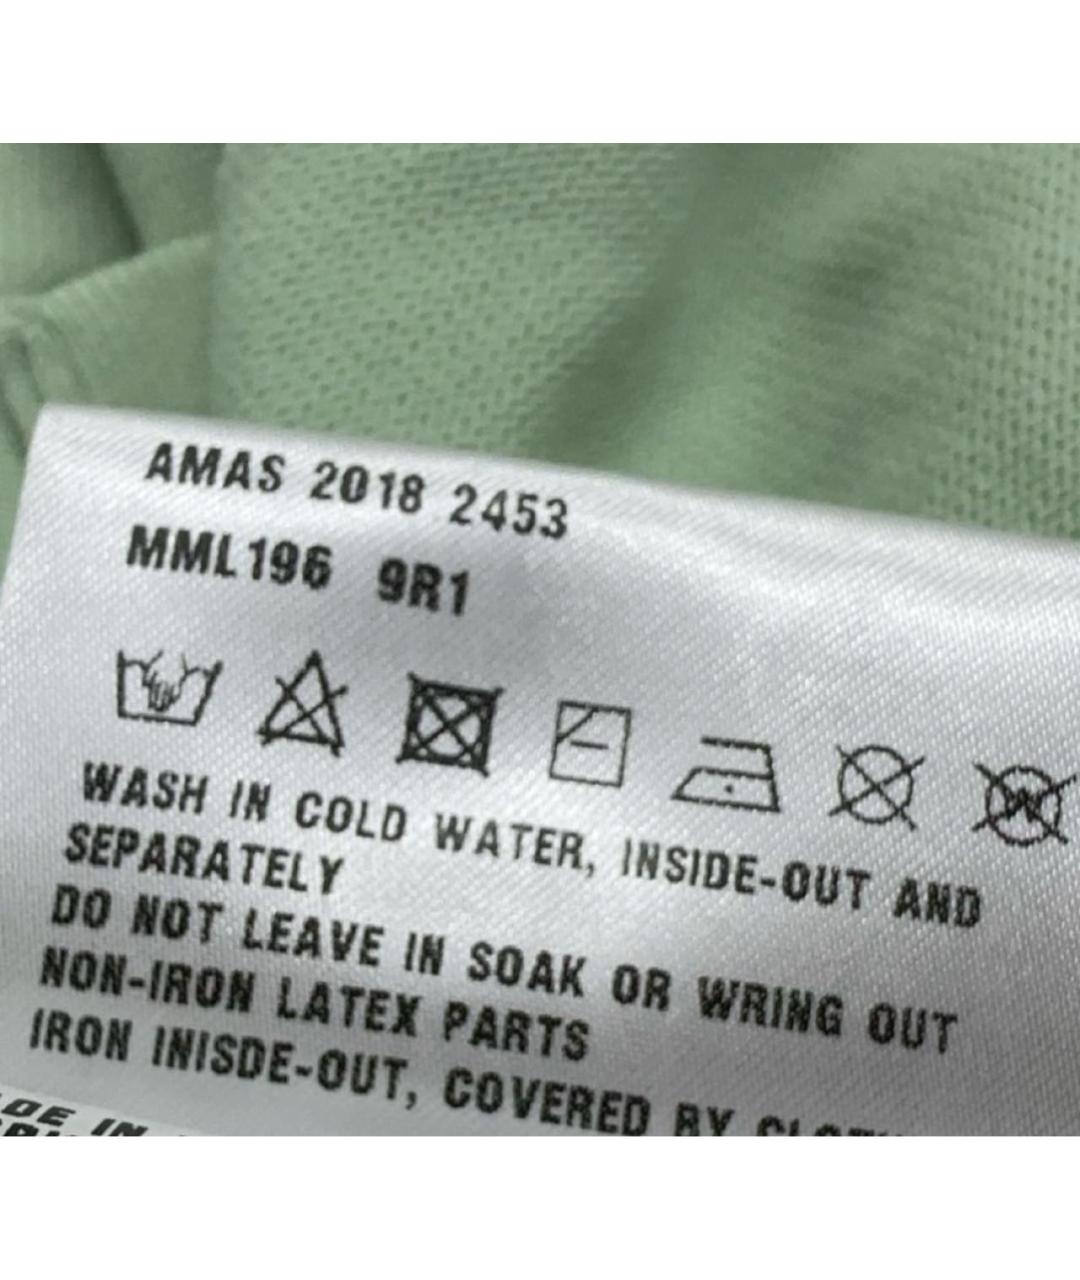 AMAS 2018 2453
MML196 9R1
WASH IN COLD WATER, INSIDE-OUT AND
SEPARATELY
DO NOT LEAVE IN SOAK OR WRING OUT
NON-IRON LATEX PARTS
IRON INISDE-OUT, COVERED BY
IN